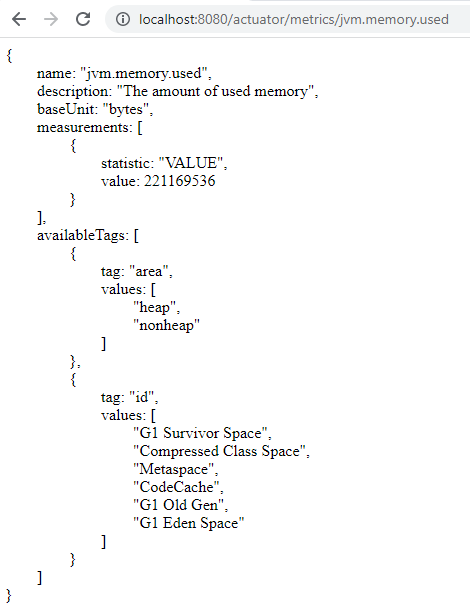 localhost:8080/actuator/metrics/jvm.memory.used
{
name: "jvm.memory.used",
description: "The amount of used memory",
baseUnit: "bytes",
measurements: [
{
statistic: "VALUE",
value: 221169536
}
],
availableTags: [
{
tag: "area",
values: [
"heap",
"nonheap"
]
},
{
tag: "id",
values: [
"G1 Survivor Space",
"Compressed Class Space",
"Metaspace",
"CodeCache",
"G1 Old Gen",
"G1 Eden Space"
]
}
]
}